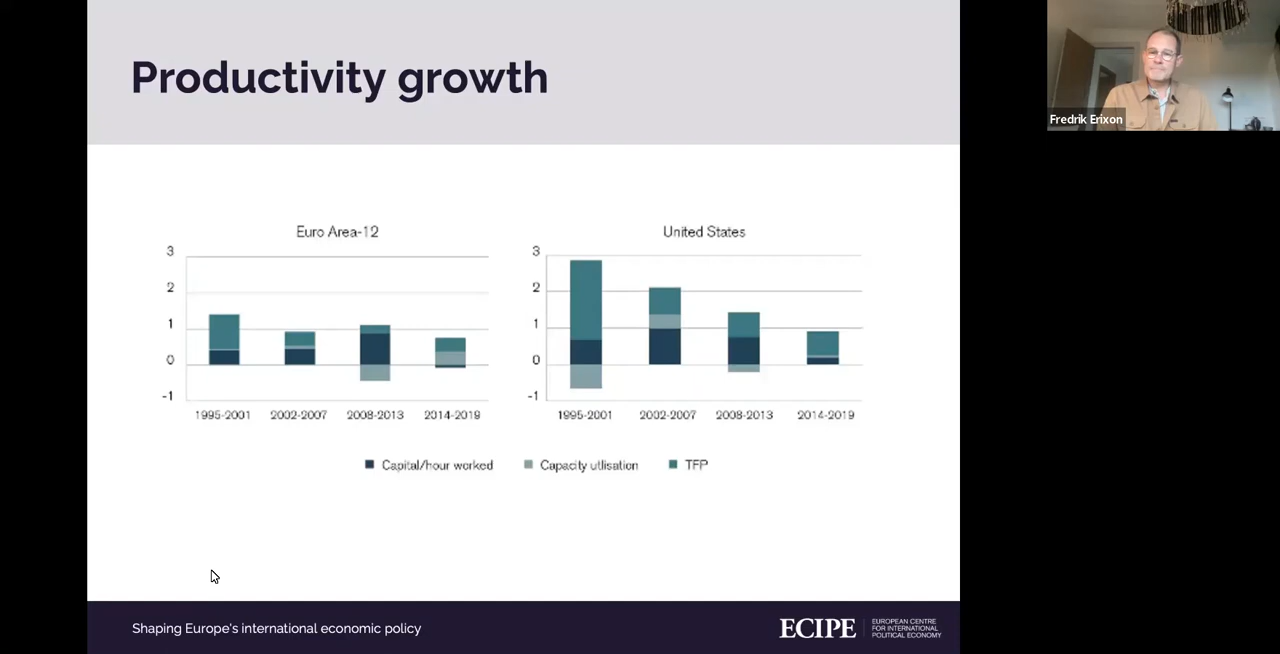 Productivity growth
Fredrik Erixon
Euro Area-12
3
2
1
0
-1
1995-2001 2002-2007 2008-2013 2014-2019
United States
3
2
1
0
-1
1995-2001 2002-2007 2008-2013 2014-2019
Capital/hour worked Capacity utlisation TFP
Shaping Europe's international economic policy
ECIPE
EUROPEAN CENTRE
FOR INTERNATIONAL
POLITICAL ECONOMY